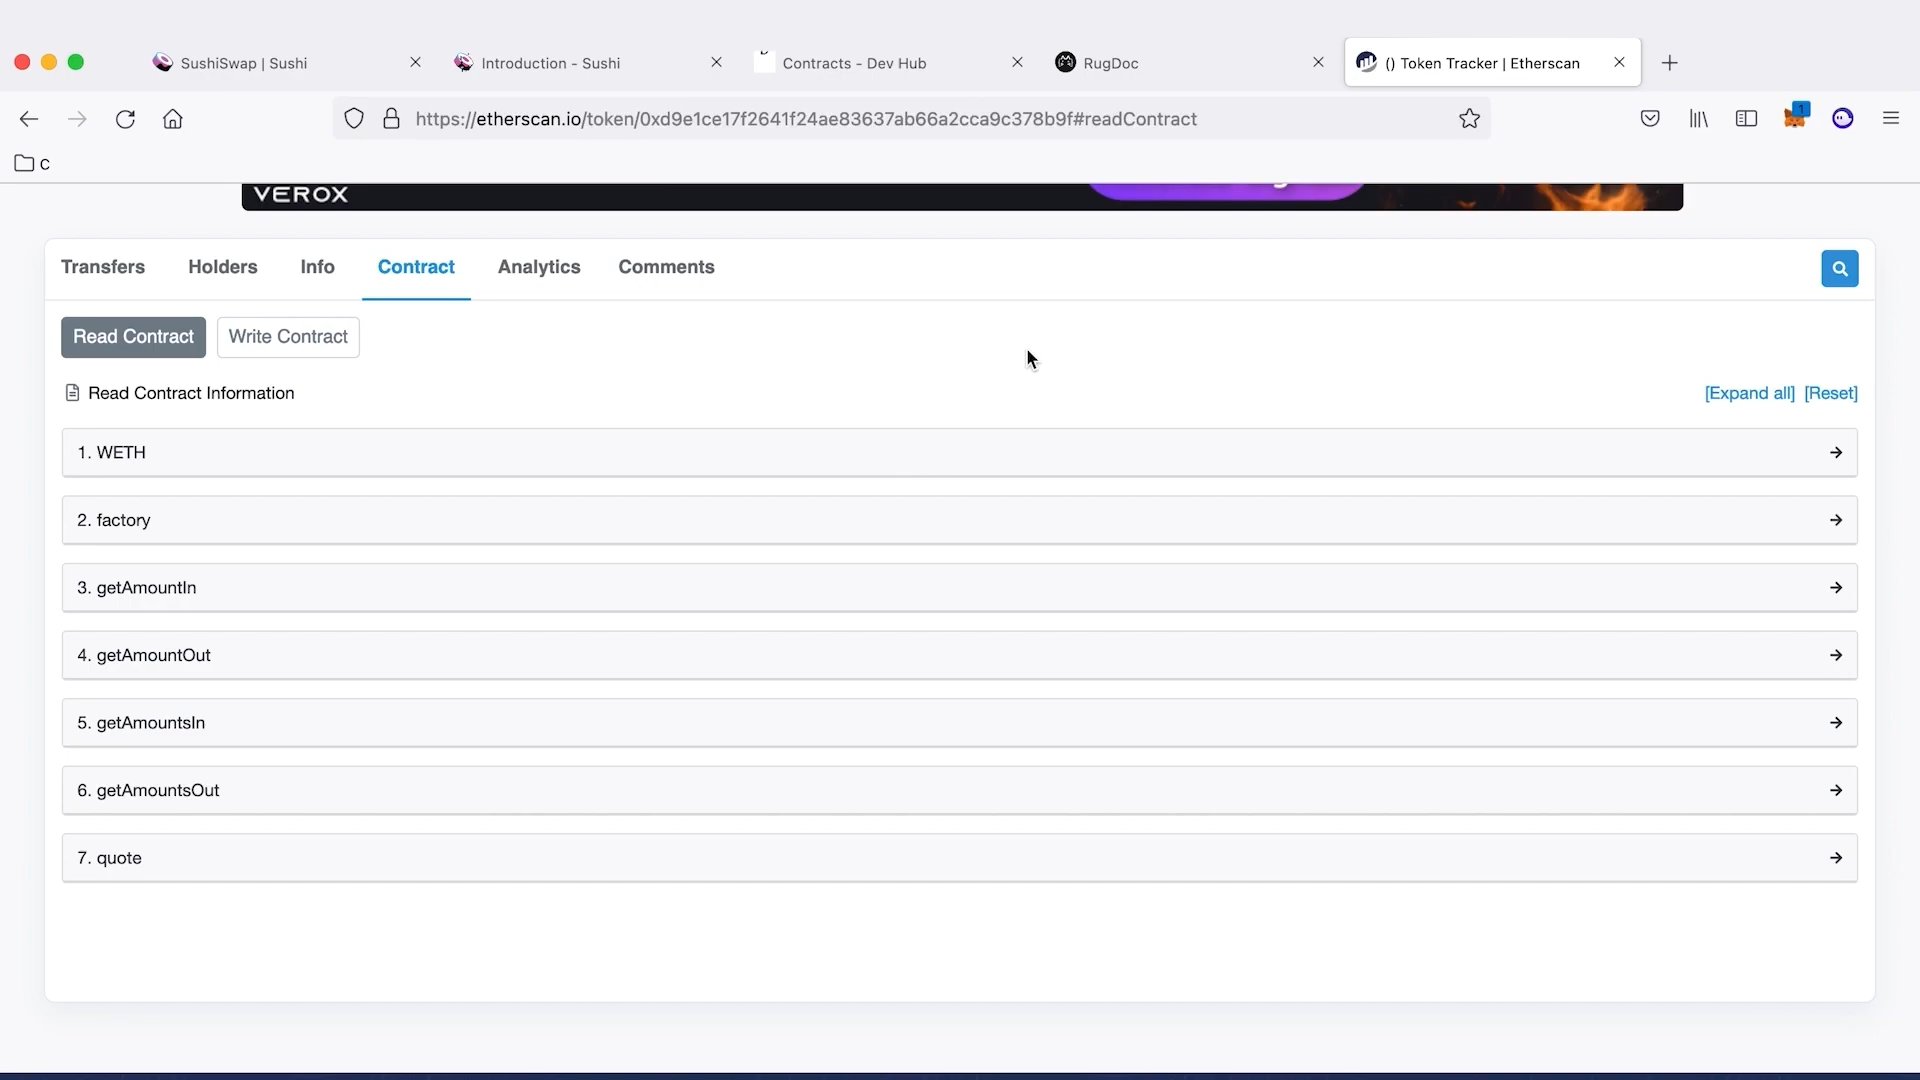 SushiSwap | Sushi
Introduction - Sushi
Contracts - Dev Hub
RugDoc
() Token Tracker | Etherscan
https://etherscan.io/token/0xd9e1ce17f2641f24ae83637ab66a2cca9c378b9f#readContract
1
C
VEROX
Transfers
Holders
Info
Contract
Analytics
Comments
Read Contract
Write Contract
Read Contract Information
[Expand all] [Reset]
1. WETH
2. factory
3. getAmountIn
4. getAmountOut
5. getAmountsIn
6. getAmountsOut
7. quote